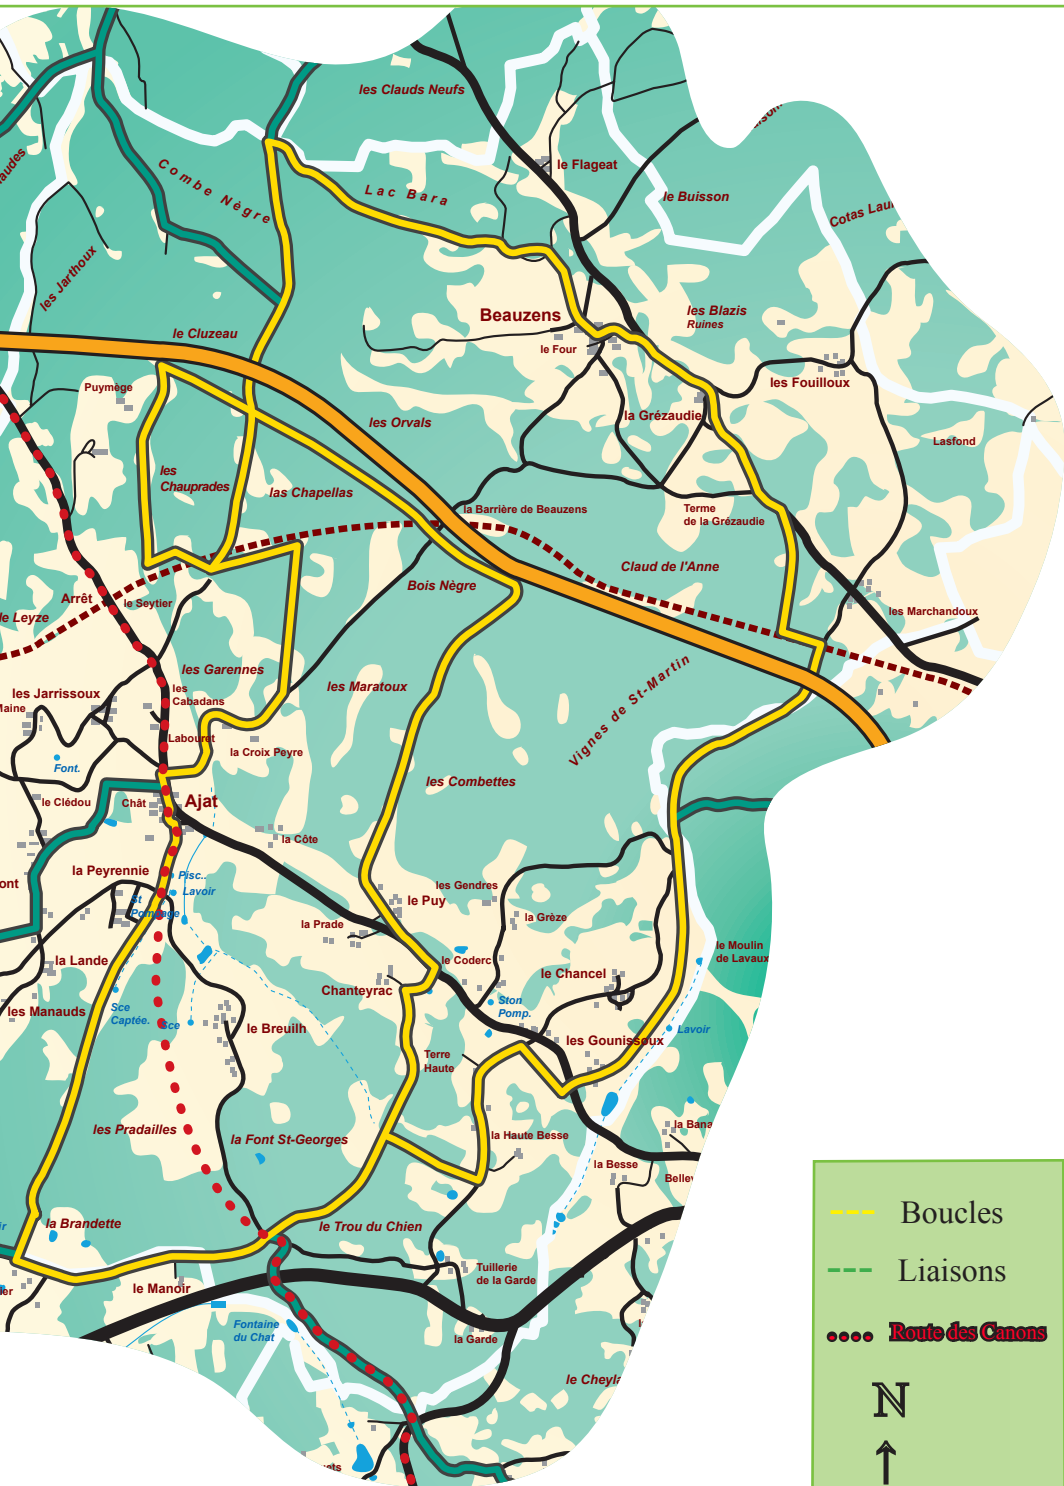 les Clauds Neufs
le Flageat
Combe Nègre
Lac Bara
le Buisson
les Jarthoux
Beauzens
les Blazis
Ruines
le Cluzeau
le Four
Puymège
les Fouilloux
les Orvals
la Grézaudie
Lasfond
les
Chauprades
las Chapellas
la Barrière de Beauzens
Terme
de la Grézaudie
Claud de l'Anne
Bois Nègre
Arrêt
le Seytier
les Marchandoux
le Leyze
les Garennes
les Maratoux
Vignes de St-Martin
les Jarrissoux
les
Cabadans
Labouret
la Croix Peyre
Font.
les Combettes
le Clédou
Chât
Ajat
la Côte
la Peyrennie
Pisc..
Lavoir
les Gendres
le Puy
St
Pompage
la Prade
la Grèze
la Lande
le Coderc
le Moulin
de Lavaux
le Chancel
Chanteyrac
les Manauds
Sce
Captée.
Sce
Ston
Pomp.
le Breuilh
Lavoir
les Gounissoux
Terre
Haute
les Pradailles
la Font St-Georges
la Haute Besse
la Bana
la Besse
Bellev
la Brandette
le Trou du Chien
Tuillerie
de la Garde
le Manoir
Fontaine
du Chat
la Garde
le Cheyla
Boucles
Liaisons
Route des Canons
N